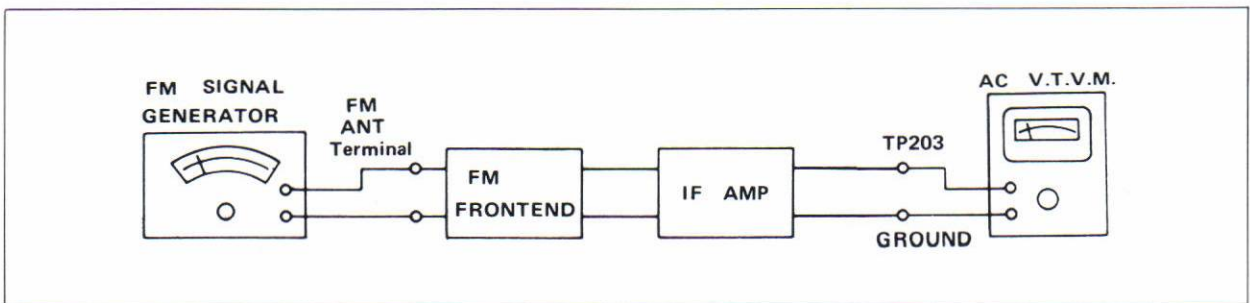 FM SIGNAL
GENERATOR
FM
ANT
Terminal
FM
FRONTEND
IF AMP
TP203
GROUND
AC V.T.V.M.